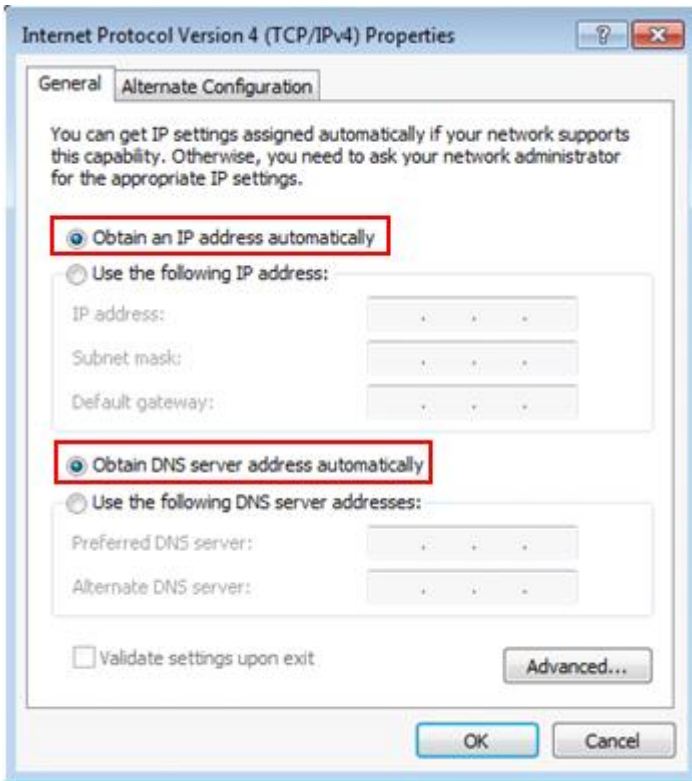 Internet Protocol Version 4 (TCP/IPv4) Properties
General
Alternate Configuration
You can get IP settings assigned automatically if your network supports
this capability. Otherwise, you need to ask your network administrator
for the appropriate IP settings.
Obtain an IP address automatically
Use the following IP address:
IP address:
Subnet mask:
Default gateway:
Obtain DNS server address automatically
Use the following DNS server addresses:
Preferred DNS server:
Alternate DNS server:
Validate settings upon exit
Advanced...
OK
Cancel